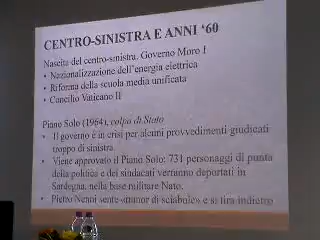 CENTRO-SINISTRA E ANNI ‘60
Nascita del centro-sinistra. Governo Moro I
• Nazionalizzazione dell’energia elettrica
• Riforma della scuola media unificata
• Concilio Vaticano II
Piano Solo (1964), colpo di Stato
• Il governo è in crisi per alcuni provvedimenti giudicati
troppo di sinistra.
• Viene approvato il Piano Solo: 731 personaggi di punta
della politica e dei sindacati verranno deportati in
Sardegna, nella base militare Nato.
• Pietro Nenni sente «rumor di sciabole» e si tira indietro